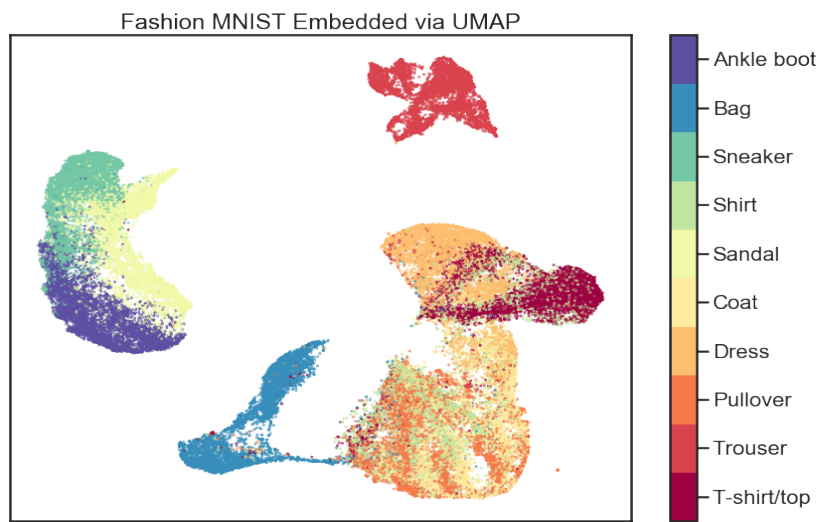 Fashion MNIST Embedded via UMAP
Ankle boot
Bag
Sneaker
Shirt
Sandal
Coat
Dress
Pullover
Trouser
T-shirt/top